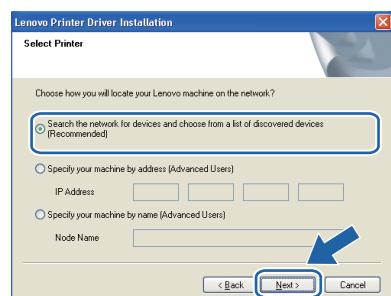 Lenovo Printer Driver Installation
Select Printer
Choose how you will locate your Lenovo machine on the network?
Search the network for devices and choose from a list of discovered devices
(Recommended)
Specify your machine by address (Advanced Users)
IP Address
Specify your machine by name (Advanced Users)
Node Name
< Back Next > Cancel